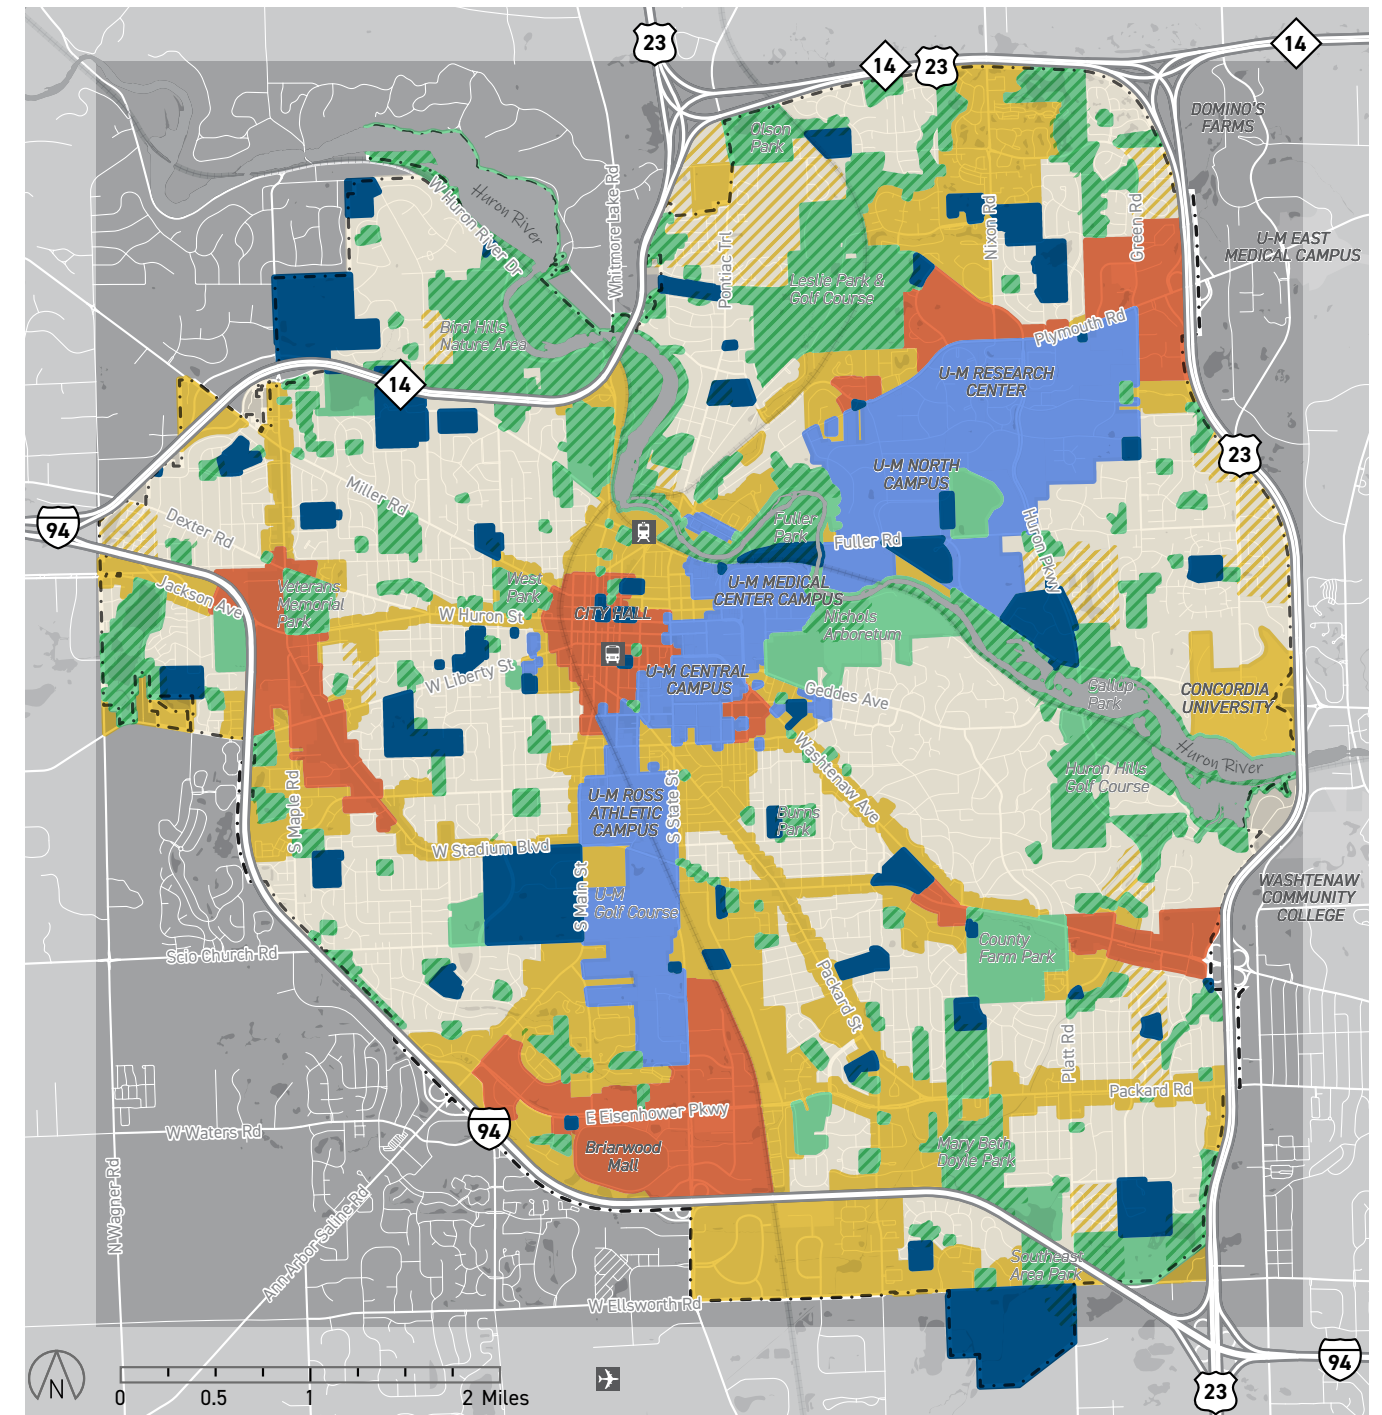 23
14
23
14
DOMINO'S
FARMS
Olson
Park
Whitmore Lake Rd
W Huron River Dr
Huron River
Nixon Rd
Green Rd
U-M EAST
MEDICAL CAMPUS
Pontiac Trl
Leslie Park &
Golf Course
Bird Hills
Nature Area
Plymouth Rd
14
U-M RESEARCH
CENTER
23
U-M NORTH
CAMPUS
Miller Rd
94
Dexter Rd
Fuller
Park
Fuller Rd
Huron Pkwy
Jackson Ave
Veterans
Memorial
Park
West
Park
W Huron St
CITY HALL
U-M MEDICAL
CENTER CAMPUS
Nichols
Arboretum
W Liberty St
U-M CENTRAL
CAMPUS
Geddes Ave
Gallup
Park
CONCORDIA
UNIVERSITY
Washtenaw Ave
Huron River
S Maple Rd
U-M ROSS
ATHLETIC
CAMPUS
S State St
Huron Hills
Golf Course
Burns
Park
W Stadium Blvd
S Main St
U-M
Golf Course
WASHTENAW
COMMUNITY
COLLEGE
County
Farm Park
Scio Church Rd
Packard St
Platt Rd
Packard Rd
E Eisenhower Pkwy
94
W Waters Rd
Briarwood
Mall
Mary Beth
Doyle Park
N Wagner Rd
Ann Arbor-Saline Rd
Southeast
Area Park
W Ellsworth Rd
94
23
N
0 0.5 1 2 Miles